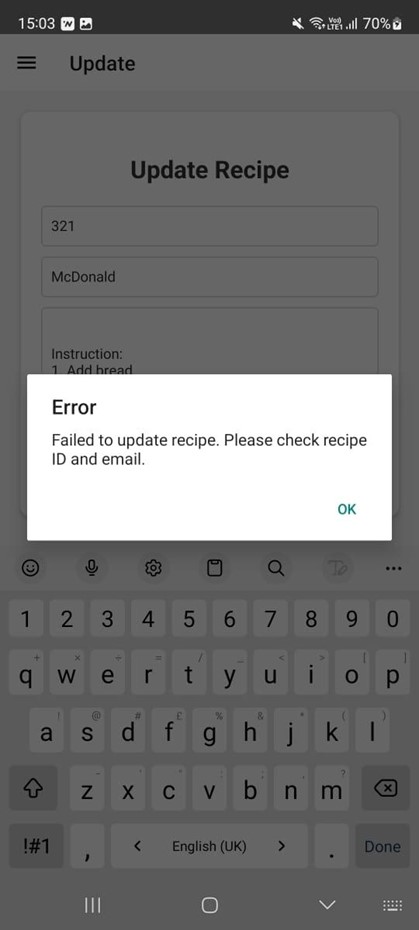 15:03 W Vo) LTE1 70%
Update
Update Recipe
321
McDonald
Instruction:
1. Add bread
Error
Failed to update recipe. Please check recipe
ID and email.
OK
1 2 3 4 5 6 7 8 9 0
+ × ÷ = / _ < > [ ]
q w e r t y u i o p
! @ # £ % & * ( )
a s d f g h j k l
- ' " : ; , ?
z x c v b n m
!#1 , < English (UK) > . Done